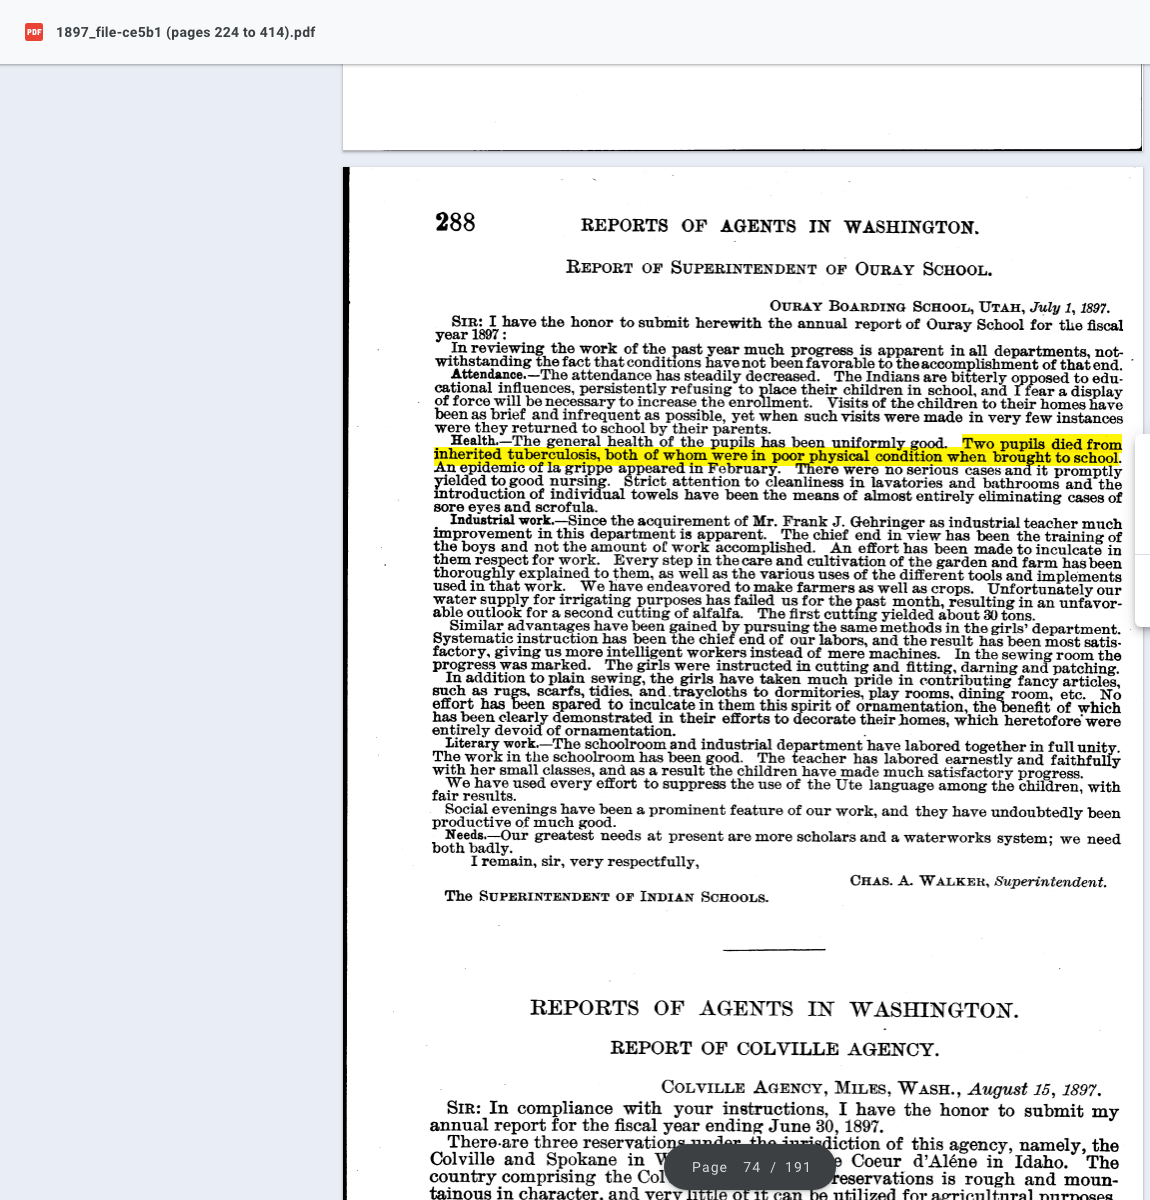 1897_file-ce5b1 (pages 224 to 414).pdf
288
REPORTS OF AGENTS IN WASHINGTON.
REPORT OF SUPERINTENDENT OF OURAY SCHOOL.
OURAY BOARDING SCHOOL, UTAH, July 1, 1897.
SIR: I have the honor to submit herewith the annual report of Ouray School for the fiscal
year 1897:
In reviewing the work of the past year much progress is apparent in all departments, not-
withstanding the fact that conditions have not been favorable to the accomplishment of that end.
Attendance.—The attendance has steadily decreased. The Indians are bitterly opposed to edu-
cational influences, persistently refusing to place their children in school, and I fear a display
of force will be necessary to increase the enrollment. Visits of the children to their homes have
been as brief and infrequent as possible, yet when such visits were made in very few instances
were they returned to school by their parents.
Health.—The general health of the pupils has been uniformly good. Two pupils died from
inherited tuberculosis, both of whom were in poor physical condition when brought to school.
An epidemic of la grippe appeared in February. There were no serious cases and it promptly
yielded to good nursing. Strict attention to cleanliness in lavatories and bathrooms and the
introduction of individual towels have been the means of almost entirely eliminating cases of
sore eyes and scrofula.
Industrial work.—Since the acquirement of Mr. Frank J. Gehringer as industrial teacher much
improvement in this department is apparent. The chief end in view has been the training of
the boys and not the amount of work accomplished. An effort has been made to inculcate in
them respect for work. Every step in the care and cultivation of the garden and farm has been
thoroughly explained to them, as well as the various uses of the different tools and implements
used in that work. We have endeavored to make farmers as well as crops. Unfortunately our
water supply for irrigating purposes has failed us for the past month, resulting in an unfavor-
able outlook for a second cutting of alfalfa. The first cutting yielded about 30 tons.
Similar advantages have been gained by pursuing the same methods in the girls' department.
Systematic instruction has been the chief end of our labors, and the result has been most satis-
factory, giving us more intelligent workers instead of mere machines. In the sewing room the
progress was marked. The girls were instructed in cutting and fitting, darning and patching.
In addition to plain sewing, the girls have taken much pride in contributing fancy articles,
such as rugs, scarfs, tidies, and traycloths to dormitories, play rooms, dining room, etc. No
effort has been spared to inculcate in them this spirit of ornamentation, the benefit of which
has been clearly demonstrated in their efforts to decorate their homes, which heretofore were
entirely devoid of ornamentation.
Literary work.—The schoolroom and industrial department have labored together in full unity.
The work in the schoolroom has been good. The teacher has labored earnestly and faithfully
with her small classes, and as a result the children have made much satisfactory progress.
We have used every effort to suppress the use of the Ute language among the children, with
fair results.
Social evenings have been a prominent feature of our work, and they have undoubtedly been
productive of much good.
Needs.—Our greatest needs at present are more scholars and a waterworks system; we need
both badly.
I remain, sir, very respectfully,
CHAS. A. WALKER, Superintendent.
The SUPERINTENDENT OF INDIAN SCHOOLS.
REPORTS OF AGENTS IN WASHINGTON.
REPORT OF COLVILLE AGENCY.
COLVILLE AGENCY, MILES, WASH., August 15, 1897.
SIR: In compliance with your instructions, I have the honor to submit my
annual report for the fiscal year ending June 30, 1897.
There are three reservations under the jurisdiction of this agency, namely, the
Colville and Spokane in Coeur d'Aléne in Idaho. The
country comprising the reservations is rough and moun-
tainous in character, and very little of it can be utilized for agricultural purposes,
Page 74 / 191